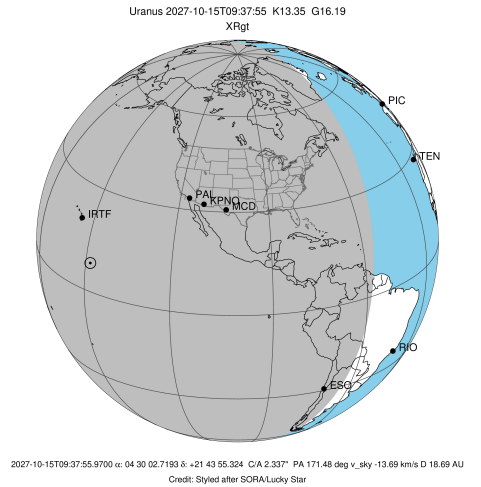 Uranus 2027-10-15T09:37:55  K13.35  G16.19
XRgt
PIC
TEN
PAL
KPNO
MCD
IRTF
RIO
ESO
2027-10-15T09:37:55.9700 α: 04 30 02.7193 δ: +21 43 55.324  C/A 2.337"  PA 171.48 deg v_sky -13.69 km/s D 18.69 AU
Credit: Styled after SORA/Lucky Star